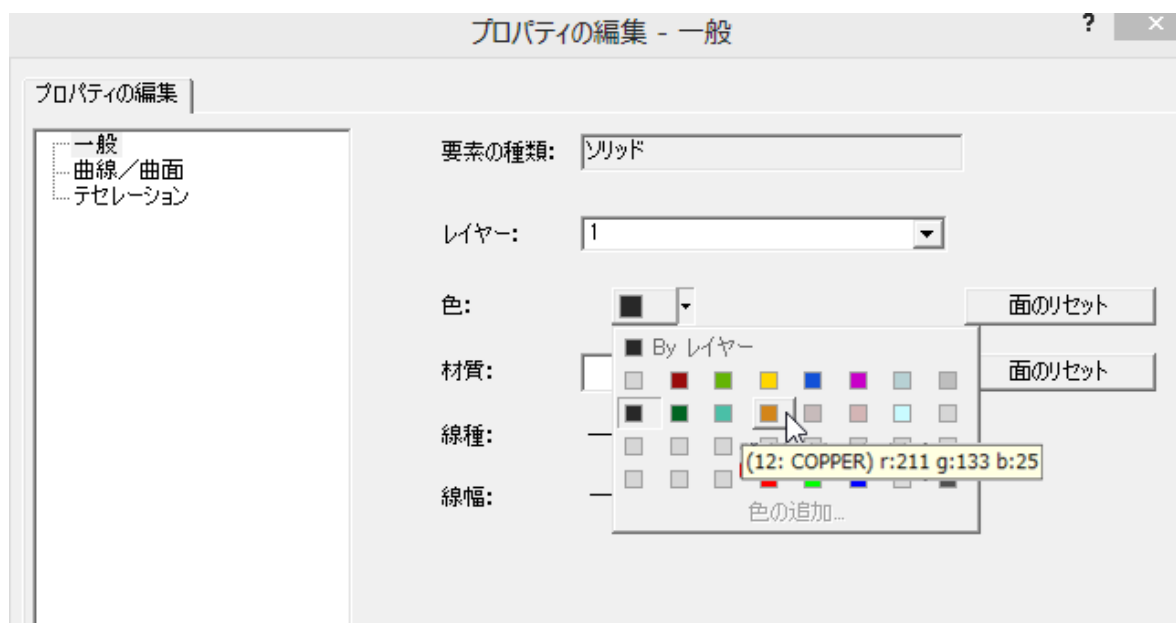 プロパティの編集 - 一般
? ×
プロパティの編集
一般
曲線／曲面
テセレーション
要素の種類: ソリッド
レイヤー: 1
色:
面のリセット
By レイヤー
材質:
面のリセット
線種:
(12: COPPER) r:211 g:133 b:25
線幅:
色の追加...